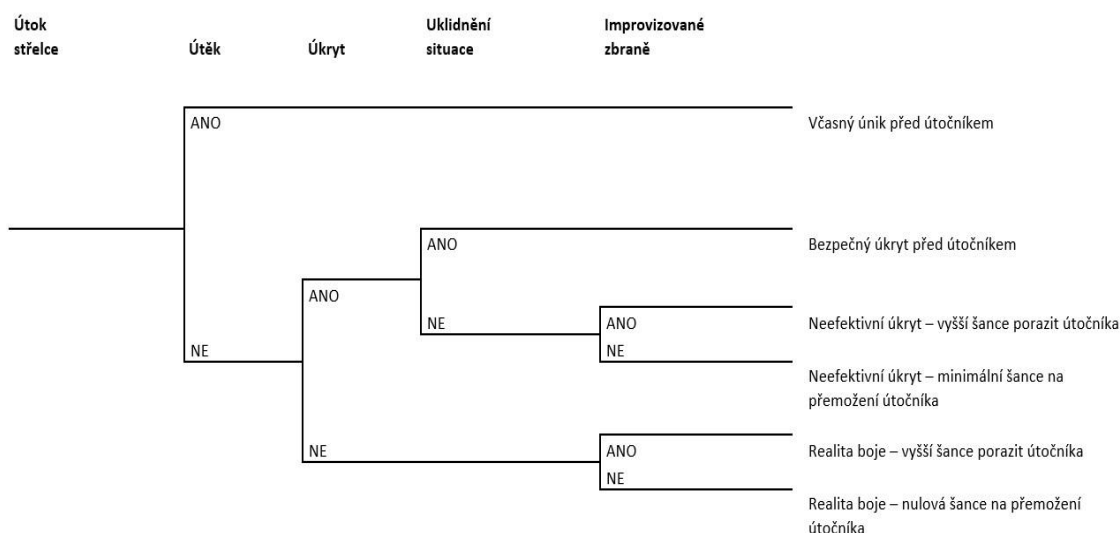 Útok
střelce
Útěk
Úkryt
Uklidnění
situace
Improvizované
zbraně
ANO
Včasný únik před útočníkem
ANO
Bezpečný úkryt před útočníkem
ANO
NE
ANO
Neefektivní úkryt – vyšší šance porazit útočníka
NE
NE
Neefektivní úkryt – minimální šance na
přemožení útočníka
NE
ANO
Realita boje – vyšší šance porazit útočníka
NE
Realita boje – nulová šance na přemožení
útočníka